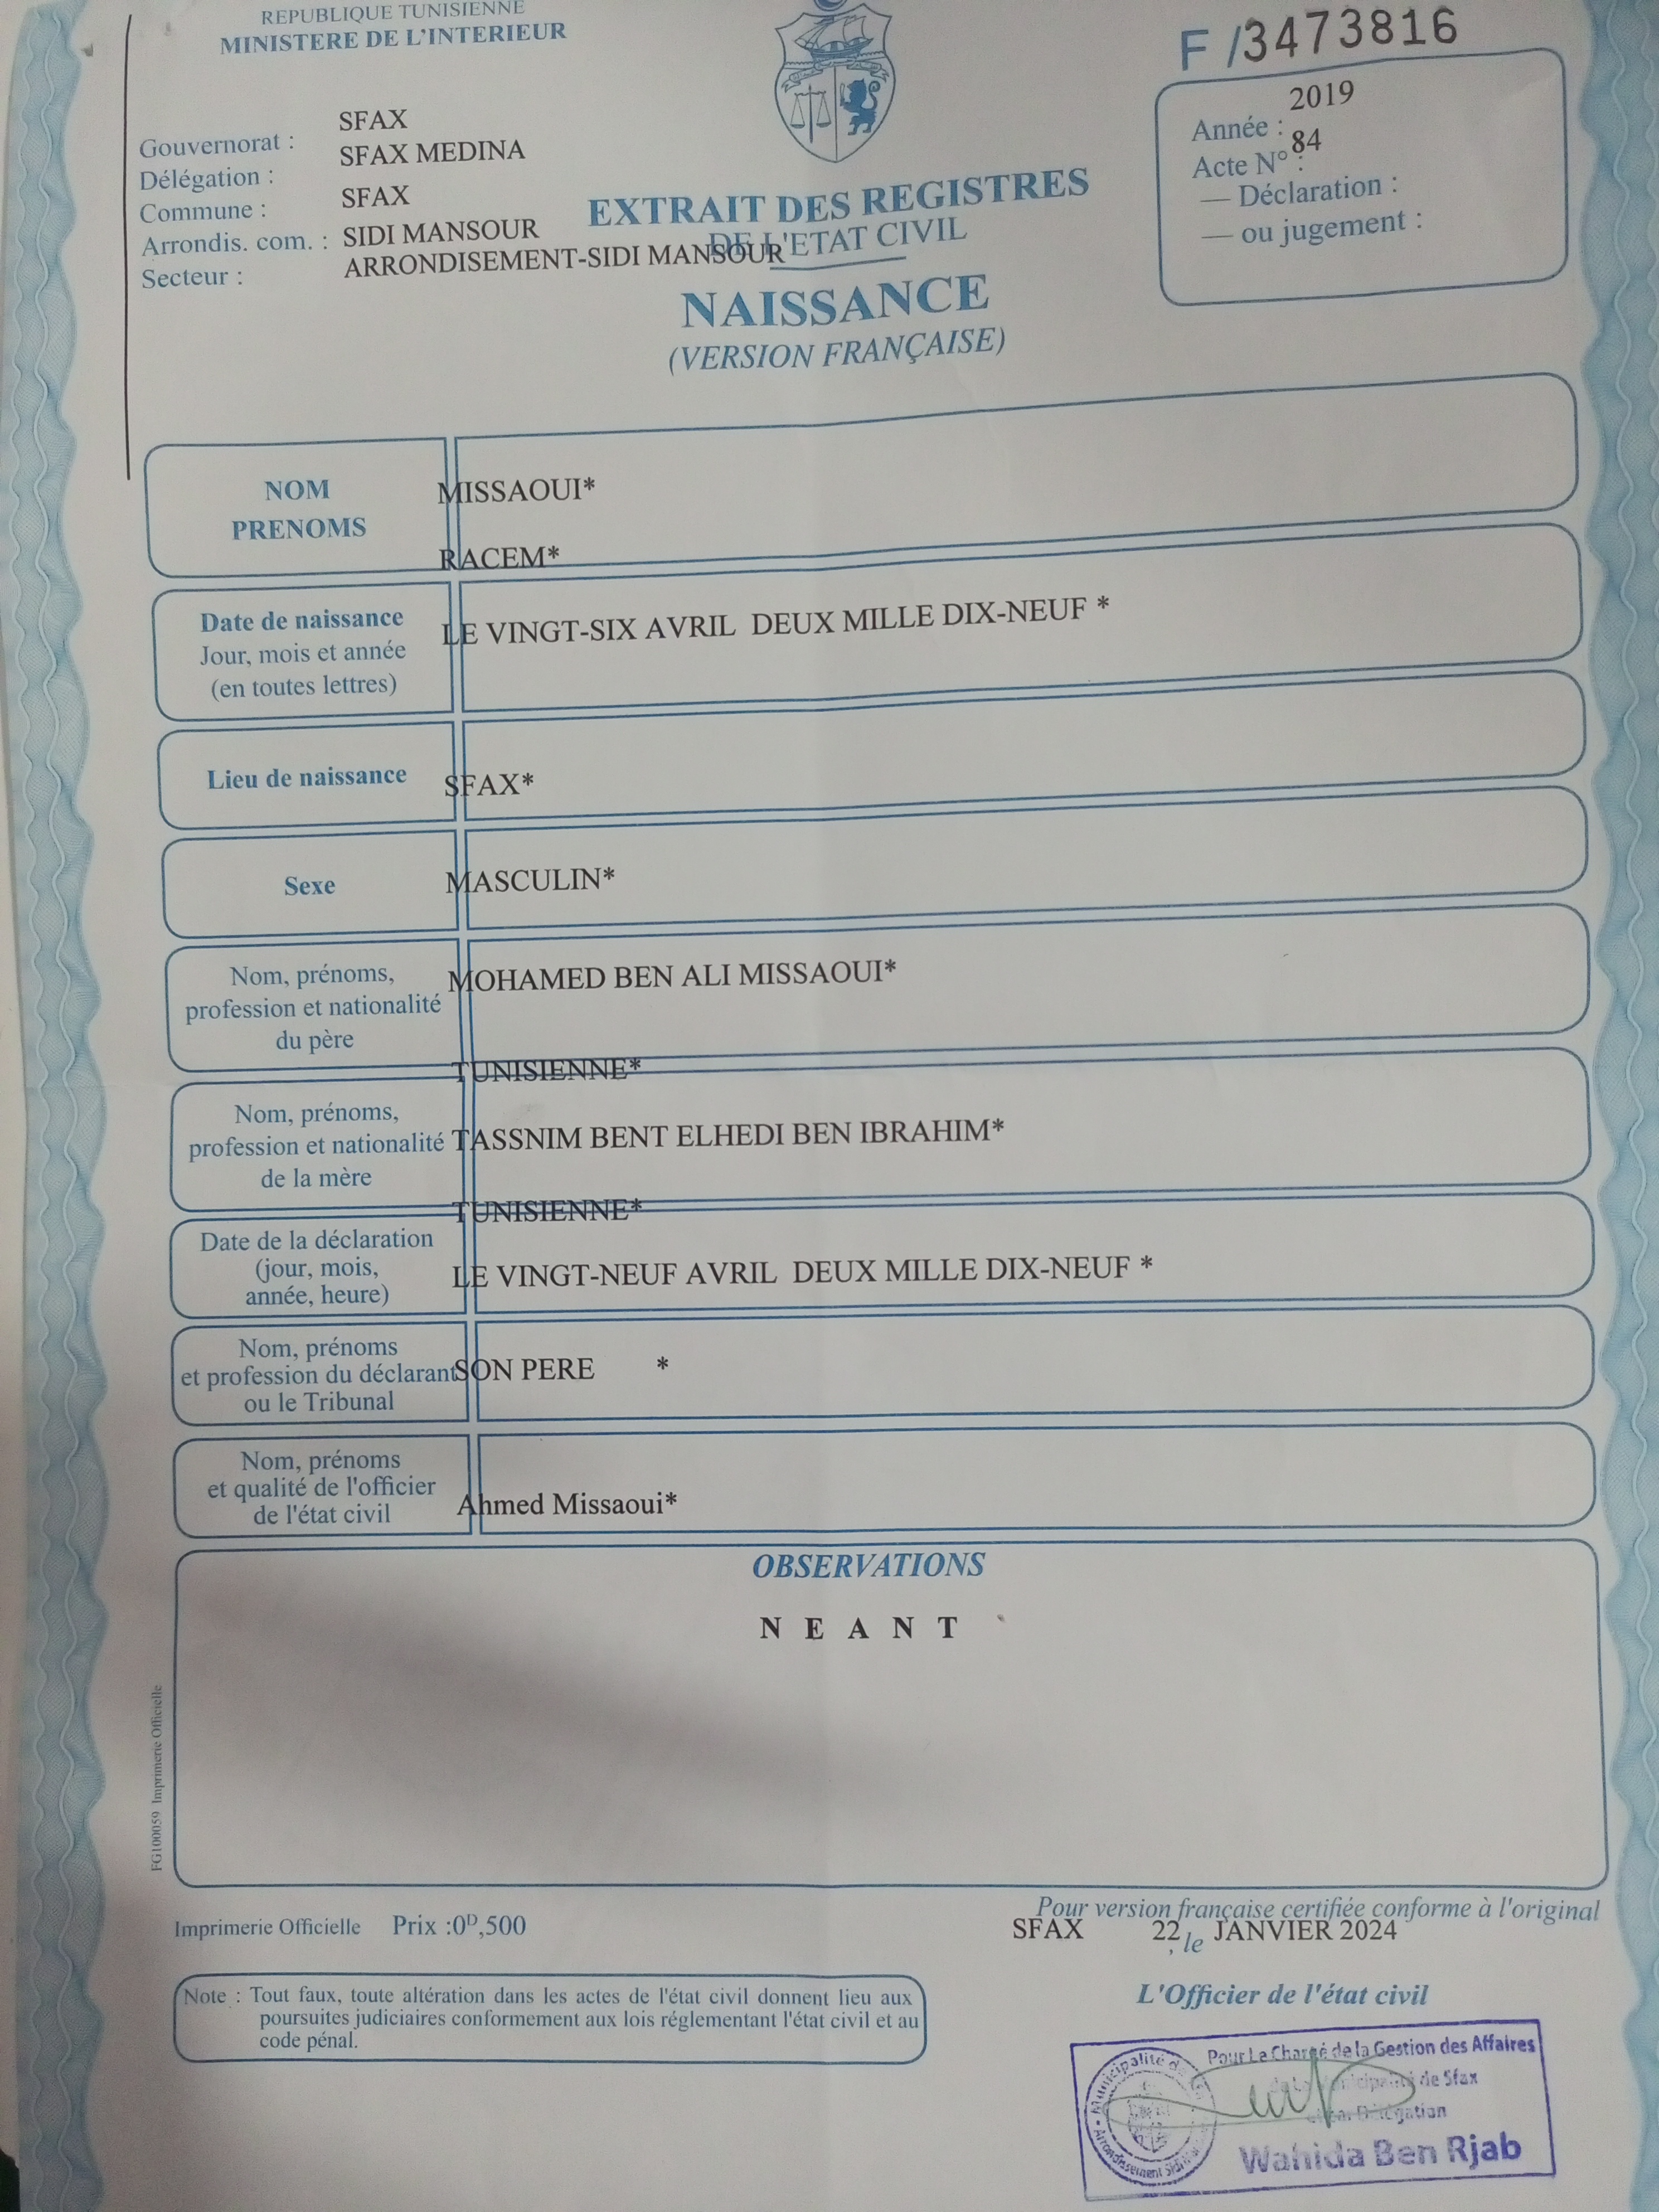 REPUBLIQUE TUNISIENNE
MINISTERE DE L'INTERIEUR
F /3473816
Gouvernorat : SFAX
Délégation : SFAX MEDINA
Commune : SFAX
Arrondis. com. : SIDI MANSOUR
Secteur : ARRONDISEMENT-SIDI MANSOUR
EXTRAIT DES REGISTRES
DE L'ETAT CIVIL
NAISSANCE
(VERSION FRANÇAISE)
Année : 2019
Acte N° : 84
— Déclaration :
— ou jugement :
NOM
PRENOMS
MISSAOUI*
RACEM*
Date de naissance
Jour, mois et année
(en toutes lettres)
LE VINGT-SIX AVRIL DEUX MILLE DIX-NEUF *
Lieu de naissance
SFAX*
Sexe
MASCULIN*
Nom, prénoms,
profession et nationalité
du père
MOHAMED BEN ALI MISSAOUI*
TUNISIENNE*
Nom, prénoms,
profession et nationalité
de la mère
TASSNIM BENT ELHEDI BEN IBRAHIM*
TUNISIENNE*
Date de la déclaration
(jour, mois,
année, heure)
LE VINGT-NEUF AVRIL DEUX MILLE DIX-NEUF *
Nom, prénoms
et profession du déclarant
ou le Tribunal
SON PERE *
Nom, prénoms
et qualité de l'officier
de l'état civil
Ahmed Missaoui*
OBSERVATIONS
N E A N T
FG100059 Imprimerie Officielle
Imprimerie Officielle Prix :0ᴰ,500
Pour version française certifiée conforme à l'original
SFAX 22, le JANVIER 2024
L'Officier de l'état civil
Note : Tout faux, toute altération dans les actes de l'état civil donnent lieu aux
poursuites judiciaires conformement aux lois réglementant l'état civil et au
code pénal.
Pour Le Chargé de la Gestion des Affaires
de la Municipalité de Sfax
Délégation
Wahida Ben Rjab
Municipalité de
Arrondissement Sidi